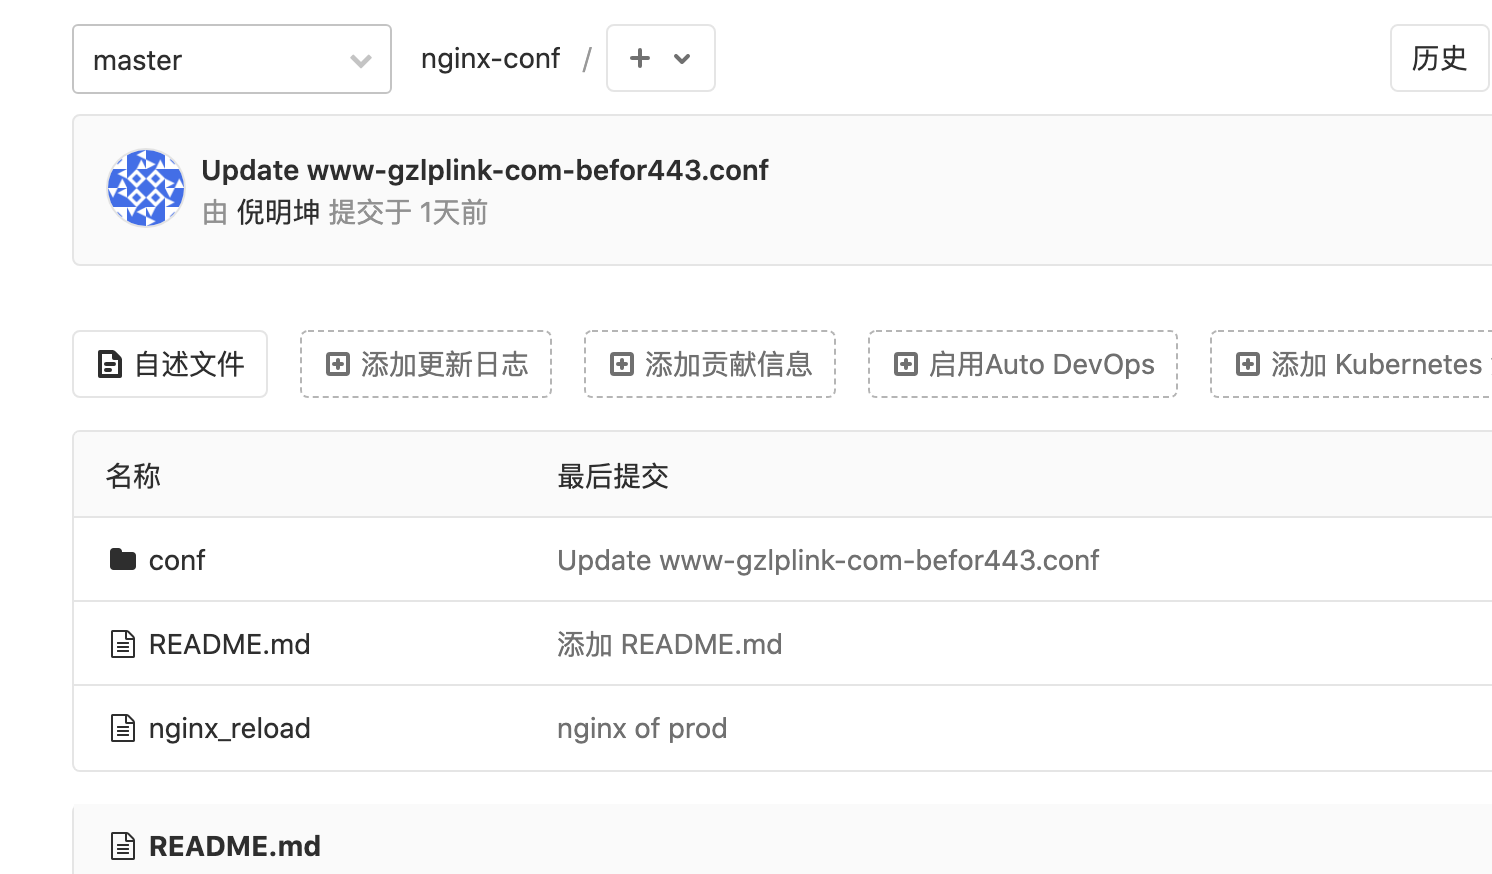 master
nginx-conf /
历史
Update www-gzlplink-com-befor443.conf
由 倪明坤 提交于 1天前
自述文件
添加更新日志
添加贡献信息
启用Auto DevOps
添加 Kubernetes
名称 最后提交
conf Update www-gzlplink-com-befor443.conf
README.md 添加 README.md
nginx_reload nginx of prod
README.md